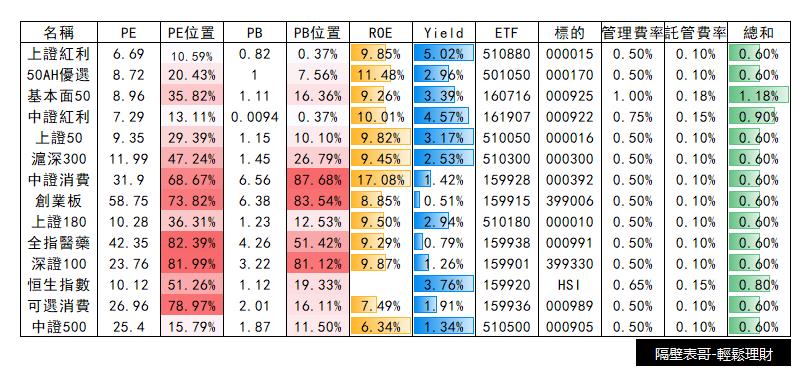 名稱 PE PE位置 PB PB位置 ROE Yield ETF 標的 管理費率 託管費率 總和
上證紅利 6.69 10.59% 0.82 0.37% 9.85% 5.02% 510880 000015 0.50% 0.10% 0.60%
50AH優選 8.72 20.43% 1 7.56% 11.48% 2.96% 501050 000170 0.50% 0.10% 0.60%
基本面50 8.96 35.82% 1.11 16.36% 9.26% 3.39% 160716 000925 1.00% 0.18% 1.18%
中證紅利 7.29 13.11% 0.0094 0.37% 10.01% 4.57% 161907 000922 0.75% 0.15% 0.90%
上證50 9.35 29.39% 1.15 10.10% 9.82% 3.17% 510050 000016 0.50% 0.10% 0.60%
滬深300 11.99 47.24% 1.45 26.79% 9.45% 2.53% 510300 000300 0.50% 0.10% 0.60%
中證消費 31.9 68.67% 6.56 87.68% 17.08% 1.42% 159928 000392 0.50% 0.10% 0.60%
創業板 58.75 73.82% 6.38 83.54% 8.85% 0.51% 159915 399006 0.50% 0.10% 0.60%
上證180 10.28 36.31% 1.23 12.53% 9.50% 2.94% 510180 000010 0.50% 0.10% 0.60%
全指醫藥 42.35 82.39% 4.26 51.42% 9.29% 0.79% 159938 000991 0.50% 0.10% 0.60%
深證100 23.76 81.99% 3.22 81.12% 9.87% 1.26% 159901 399330 0.50% 0.10% 0.60%
恒生指數 10.12 51.26% 1.12 19.33% 3.76% 159920 HSI 0.65% 0.15% 0.80%
可選消費 26.96 78.97% 2.01 16.11% 7.49% 1.91% 159936 000989 0.50% 0.10% 0.60%
中證500 25.4 15.79% 1.87 11.50% 6.34% 1.34% 510500 000905 0.50% 0.10% 0.60%
隔壁表哥-輕鬆理財